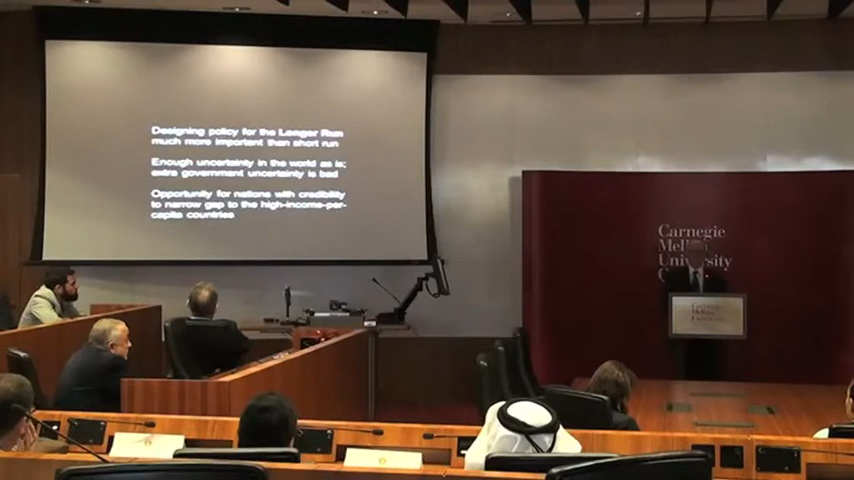 Designing policy for the Longer Run
much more important than short run
Enough uncertainty in the world as is;
extra government uncertainty is bad
Opportunity for nations with credibility
to narrow gap to the high-income-per-
capita countries
Carnegie
University
Carnegie
Mellon
University